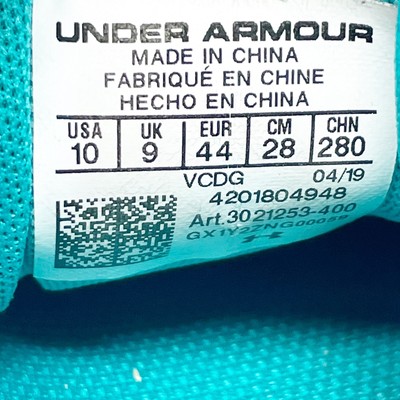 UNDER ARMOUR
MADE IN CHINA
FABRIQUÉ EN CHINE
HECHO EN CHINA
USA UK EUR CM CHN
10 9 44 28 280
VCDG 04/19
4201804948
Art.3021253-400